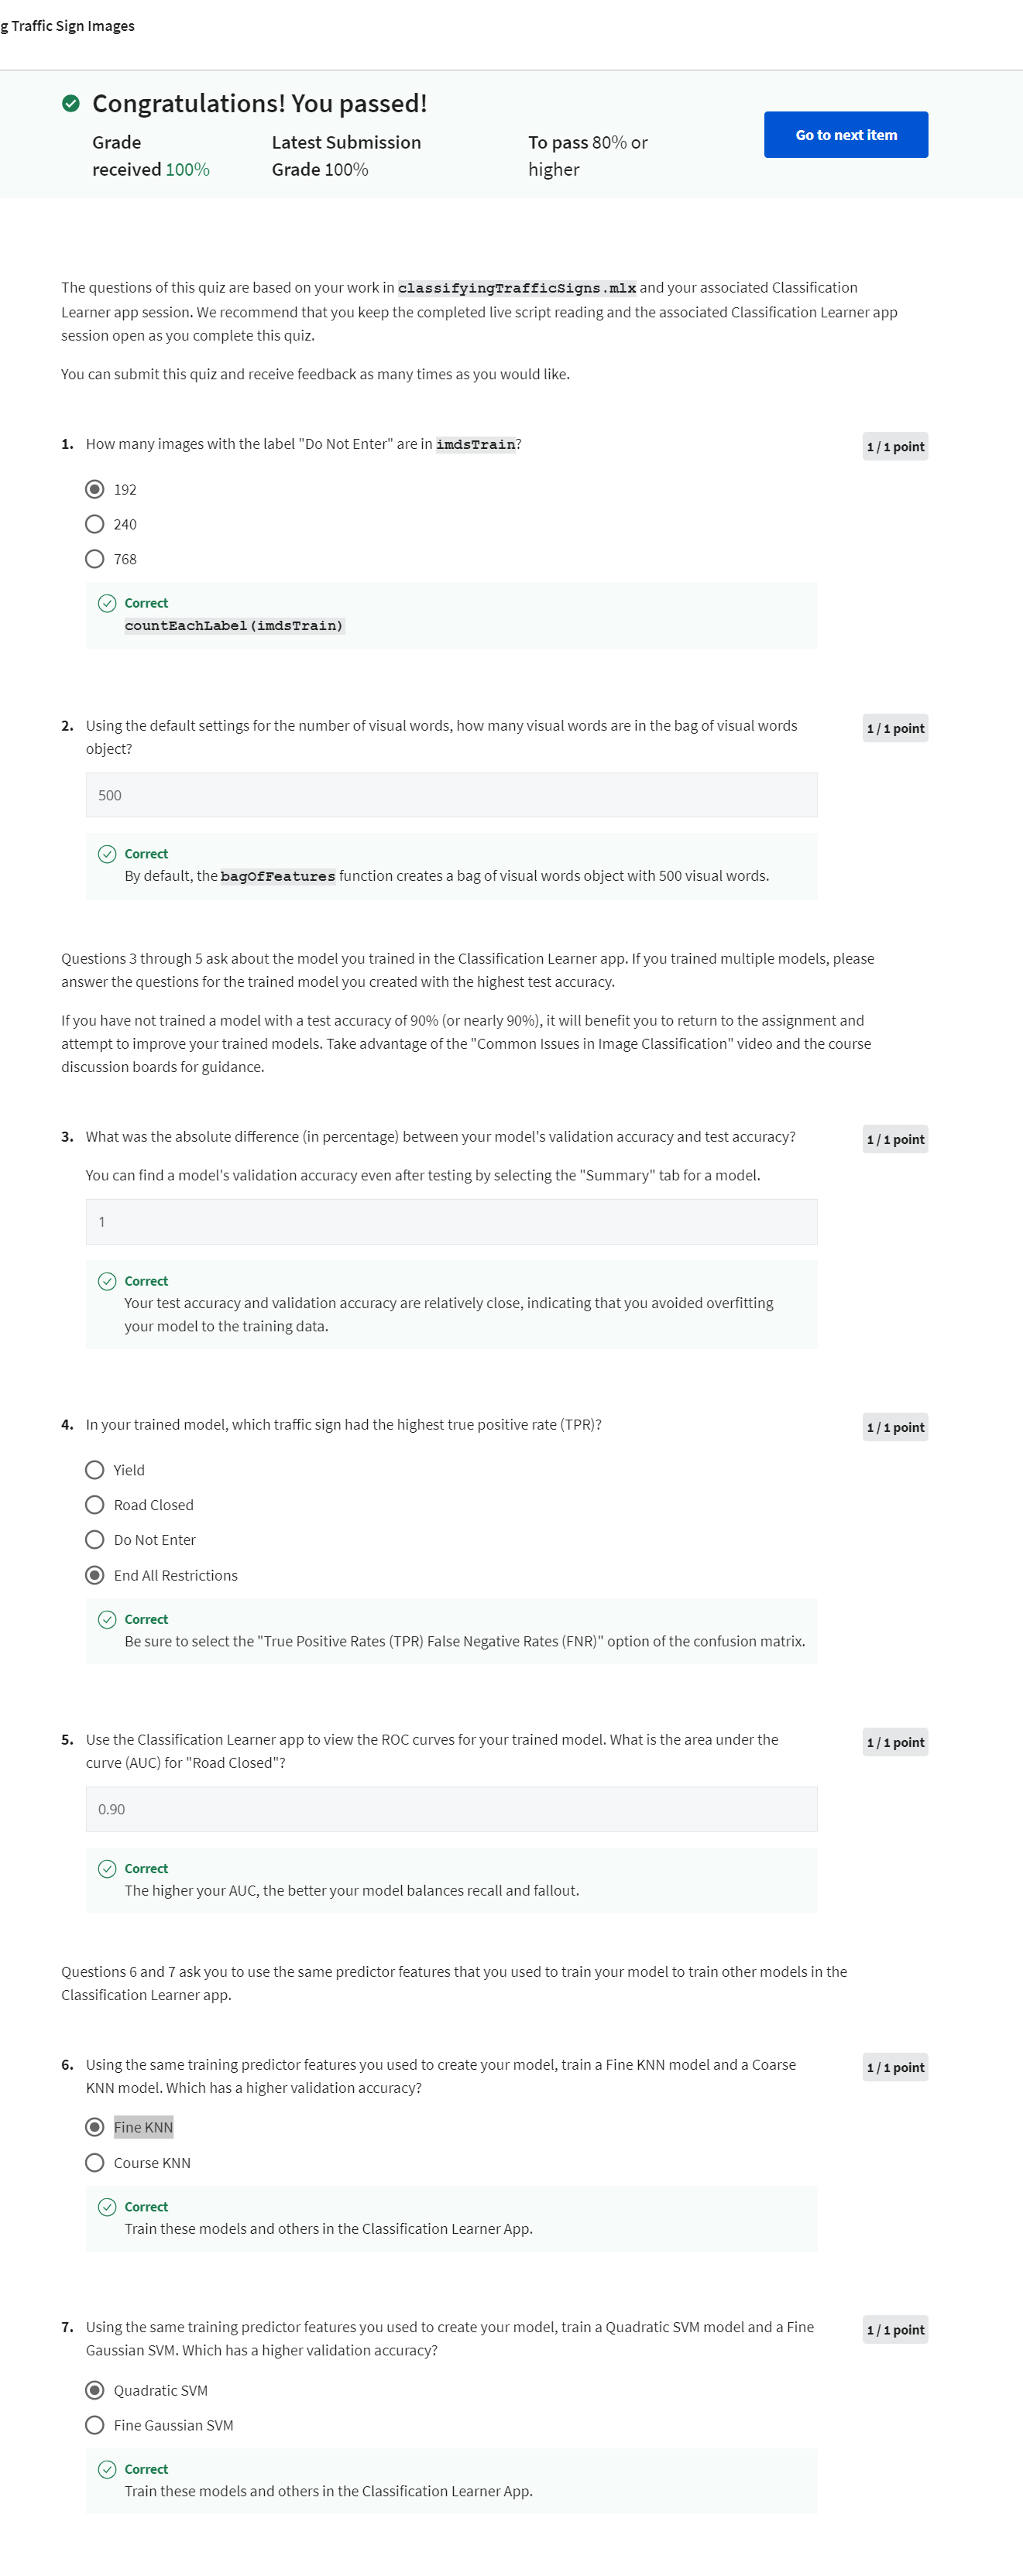 g Traffic Sign Images
Congratulations! You passed!
Grade received 100%
Latest Submission Grade 100%
To pass 80% or higher
Go to next item
The questions of this quiz are based on your work in classifyingTrafficSigns.mlx and your associated Classification
Learner app session. We recommend that you keep the completed live script reading and the associated Classification Learner app
session open as you complete this quiz.
You can submit this quiz and receive feedback as many times as you would like.
1. How many images with the label "Do Not Enter" are in imdsTrain?
1 / 1 point
192
240
768
Correct
countEachLabel(imdsTrain)
2. Using the default settings for the number of visual words, how many visual words are in the bag of visual words
object?
1 / 1 point
500
Correct
By default, the bagOfFeatures function creates a bag of visual words object with 500 visual words.
Questions 3 through 5 ask about the model you trained in the Classification Learner app. If you trained multiple models, please
answer the questions for the trained model you created with the highest test accuracy.
If you have not trained a model with a test accuracy of 90% (or nearly 90%), it will benefit you to return to the assignment and
attempt to improve your trained models. Take advantage of the "Common Issues in Image Classification" video and the course
discussion boards for guidance.
3. What was the absolute difference (in percentage) between your model's validation accuracy and test accuracy?
1 / 1 point
You can find a model's validation accuracy even after testing by selecting the "Summary" tab for a model.
1
Correct
Your test accuracy and validation accuracy are relatively close, indicating that you avoided overfitting
your model to the training data.
4. In your trained model, which traffic sign had the highest true positive rate (TPR)?
1 / 1 point
Yield
Road Closed
Do Not Enter
End All Restrictions
Correct
Be sure to select the "True Positive Rates (TPR) False Negative Rates (FNR)" option of the confusion matrix.
5. Use the Classification Learner app to view the ROC curves for your trained model. What is the area under the
curve (AUC) for "Road Closed"?
1 / 1 point
0.90
Correct
The higher your AUC, the better your model balances recall and fallout.
Questions 6 and 7 ask you to use the same predictor features that you used to train your model to train other models in the
Classification Learner app.
6. Using the same training predictor features you used to create your model, train a Fine KNN model and a Coarse
KNN model. Which has a higher validation accuracy?
1 / 1 point
Fine KNN
Course KNN
Correct
Train these models and others in the Classification Learner App.
7. Using the same training predictor features you used to create your model, train a Quadratic SVM model and a Fine
Gaussian SVM. Which has a higher validation accuracy?
1 / 1 point
Quadratic SVM
Fine Gaussian SVM
Correct
Train these models and others in the Classification Learner App.